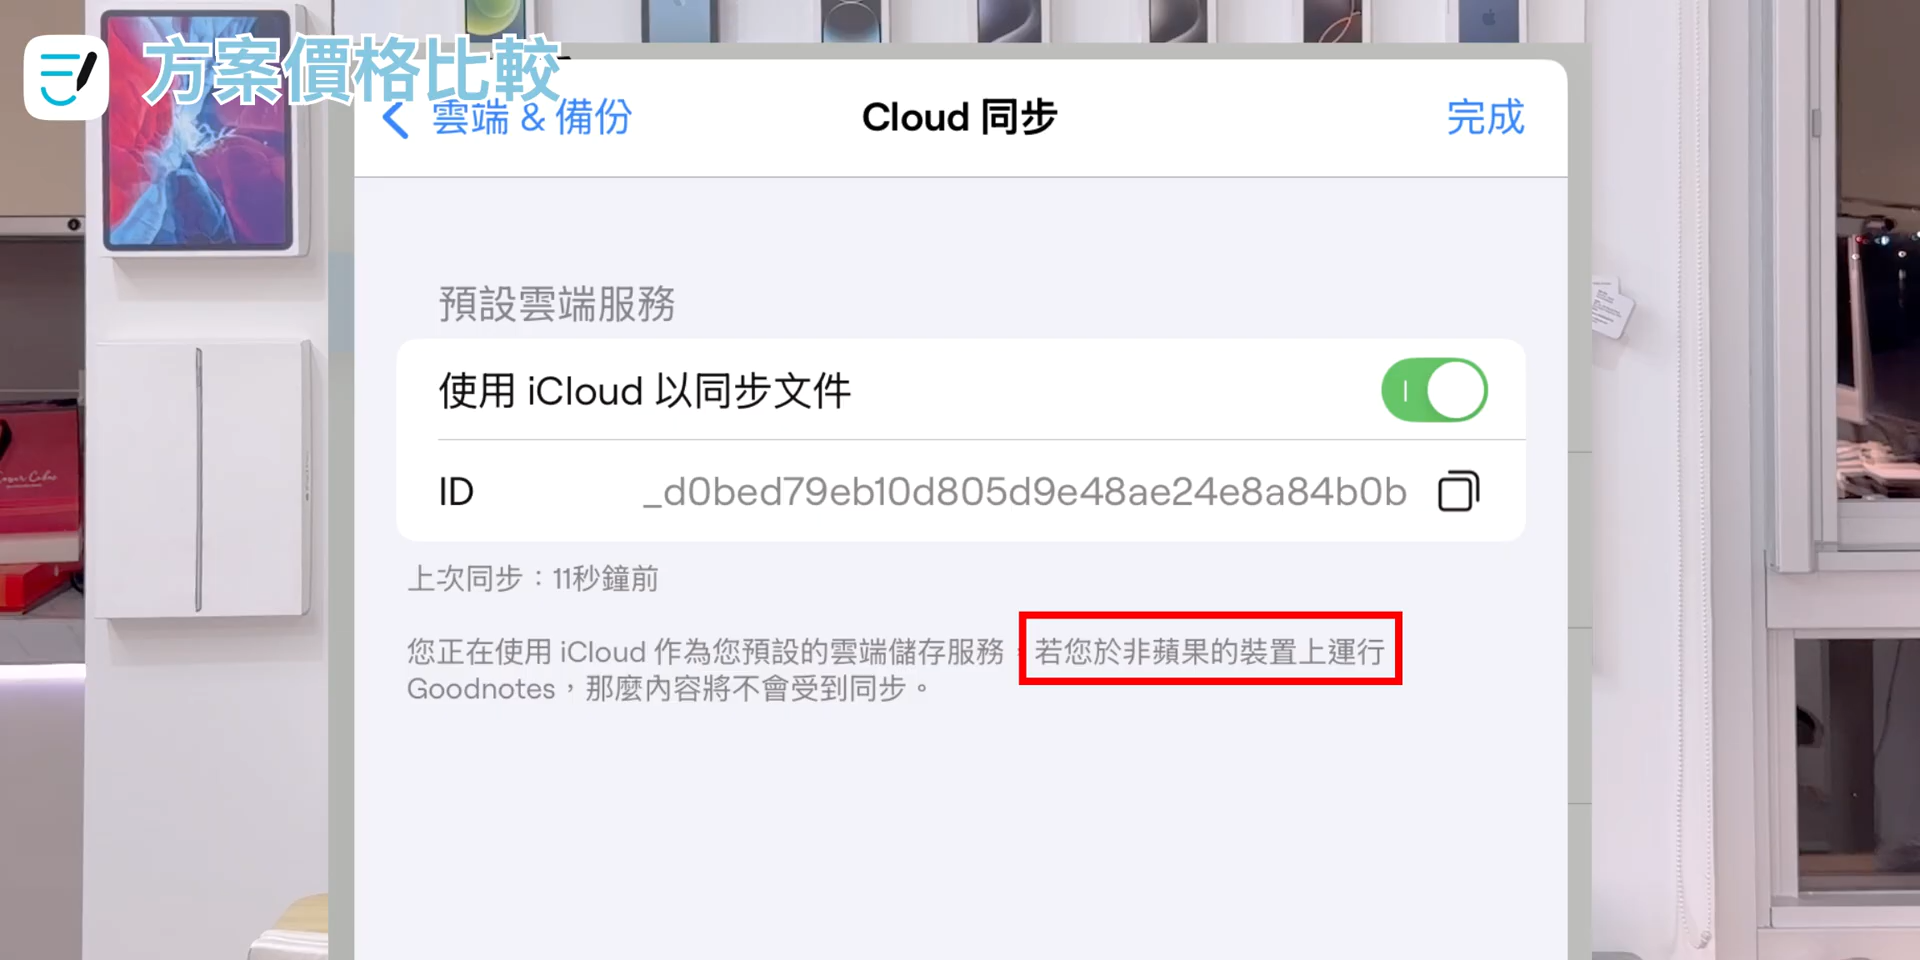 方案價格比較
雲端 & 備份
Cloud 同步
完成
預設雲端服務
使用 iCloud 以同步文件
ID
_d0bed79eb10d805d9e48ae24e8a84b0b
上次同步：11秒鐘前
您正在使用 iCloud 作為您預設的雲端儲存服務，若您於非蘋果的裝置上運行
Goodnotes，那麼內容將不會受到同步。